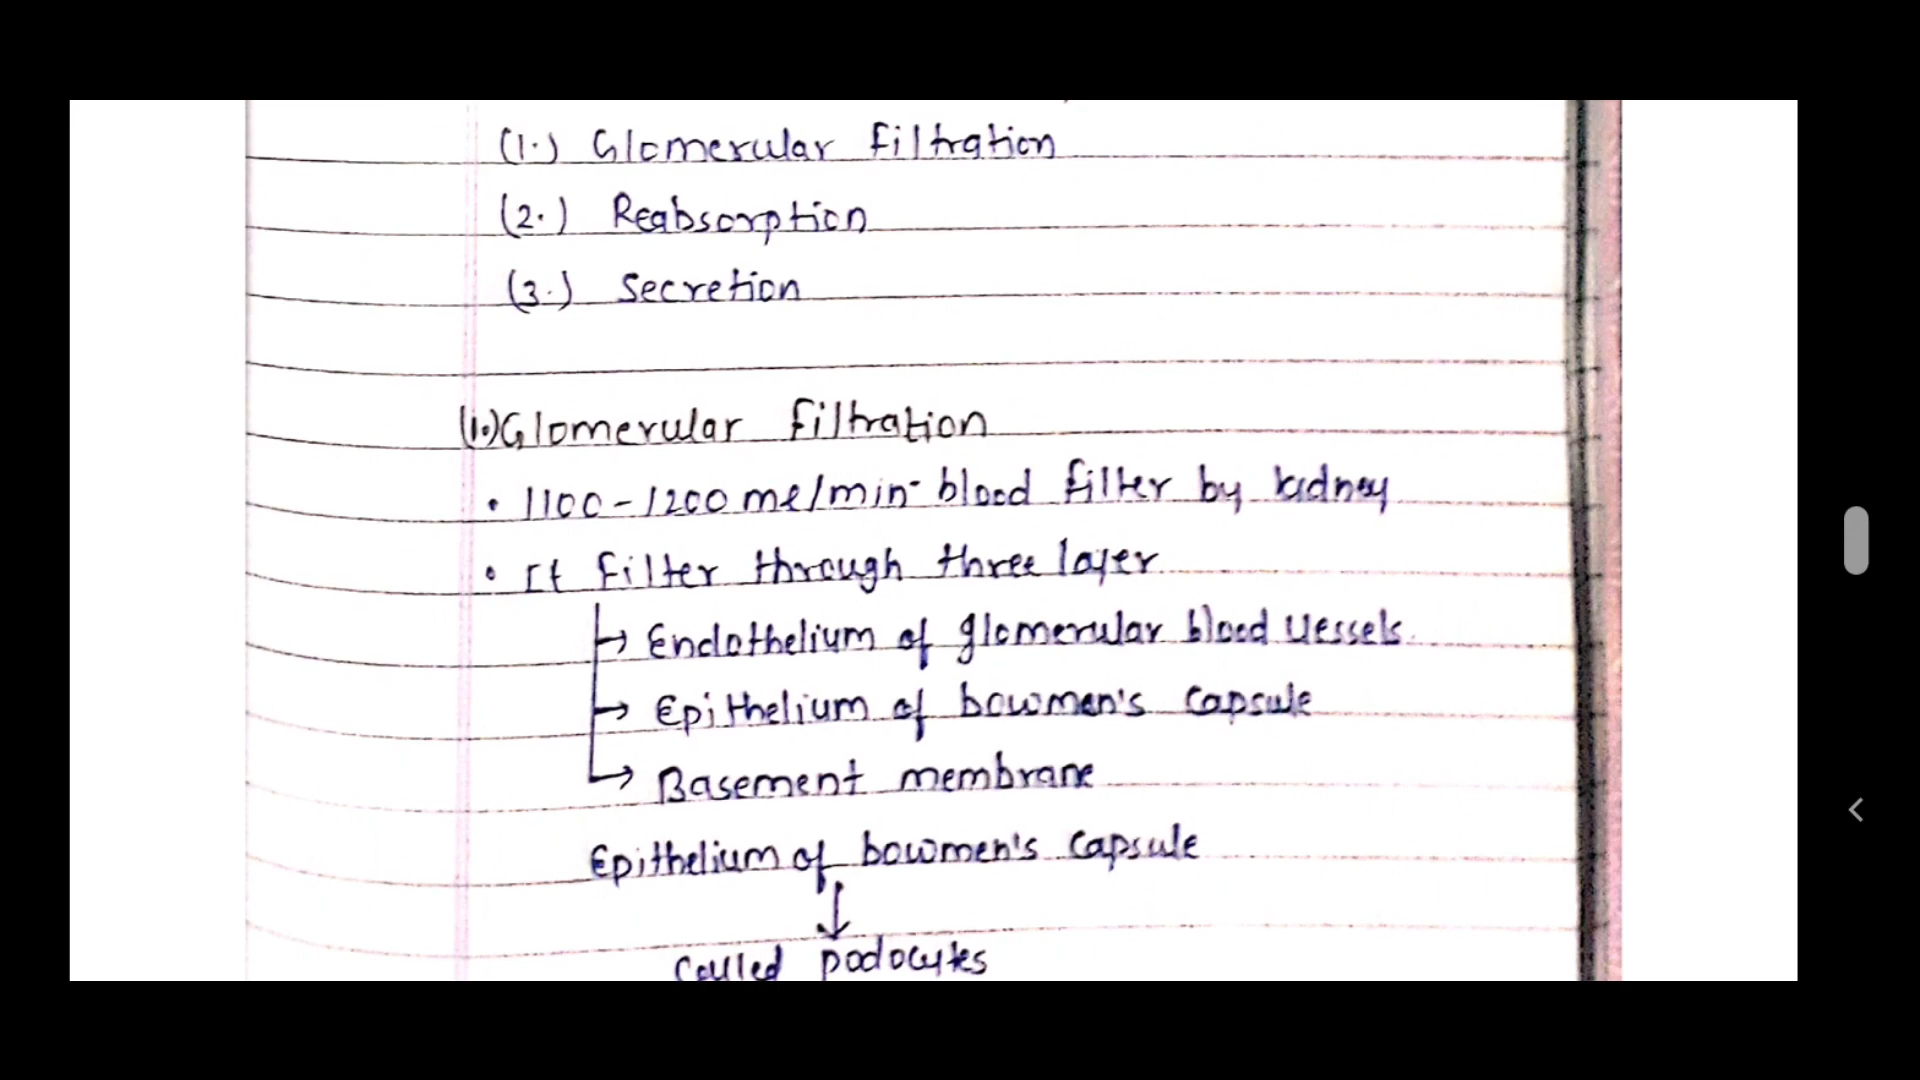 (1.) Glomerular filtration
(2.) Reabsorption
(3.) Secretion
(1.) Glomerular filtration
• 1100-1200 ml/min blood filter by kidney
• It filter through three layer
→ Endothelium of glomerular blood vessels.
→ Epithelium of bowmen's capsule
→ Basement membrane
Epithelium of bowmen's capsule
↓
Called podocytes